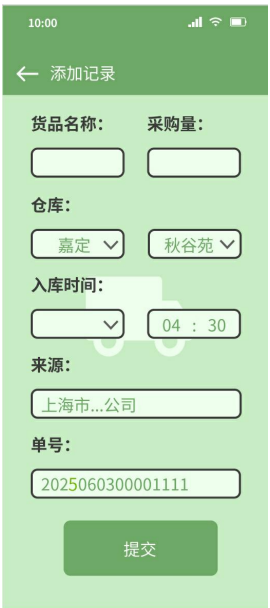 10:00
添加记录
货品名称： 采购量：
仓库：
嘉定 秋谷苑
入库时间：
04 : 30
来源：
上海市...公司
单号：
2025060300001111
提交